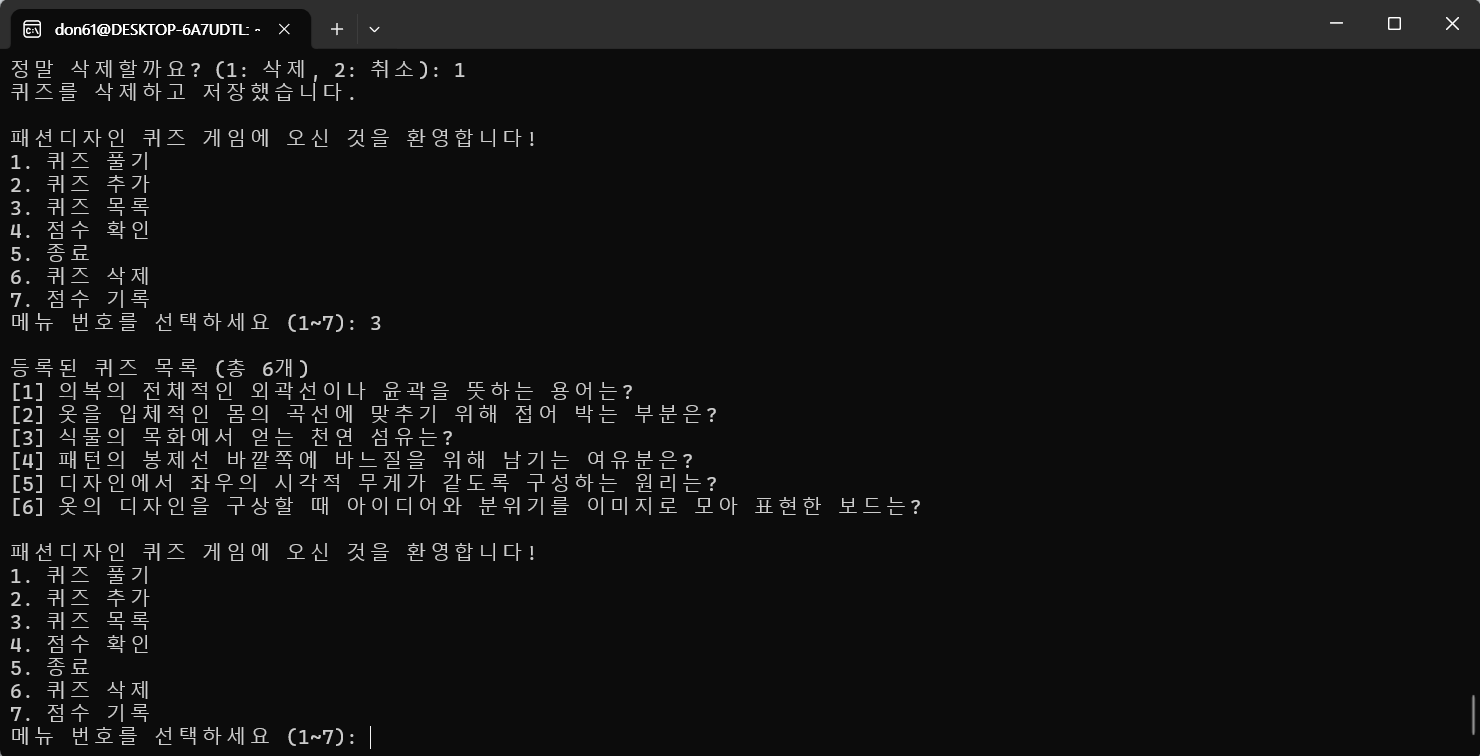 don61@DESKTOP-6A7UDTL: ~
정말 삭제할까요? (1: 삭제, 2: 취소): 1
퀴즈를 삭제하고 저장했습니다.
패션디자인 퀴즈 게임에 오신 것을 환영합니다!
1. 퀴즈 풀기
2. 퀴즈 추가
3. 퀴즈 목록
4. 점수 확인
5. 종료
6. 퀴즈 삭제
7. 점수 기록
메뉴 번호를 선택하세요 (1~7): 3
등록된 퀴즈 목록 (총 6개)
[1] 의복의 전체적인 외곽선이나 윤곽을 뜻하는 용어는?
[2] 옷을 입체적인 몸의 곡선에 맞추기 위해 접어 박는 부분은?
[3] 식물의 목화에서 얻는 천연 섬유는?
[4] 패턴의 봉제선 바깥쪽에 바느질을 위해 남기는 여유분은?
[5] 디자인에서 좌우의 시각적 무게가 같도록 구성하는 원리는?
[6] 옷의 디자인을 구상할 때 아이디어와 분위기를 이미지로 모아 표현한 보드는?
패션디자인 퀴즈 게임에 오신 것을 환영합니다!
1. 퀴즈 풀기
2. 퀴즈 추가
3. 퀴즈 목록
4. 점수 확인
5. 종료
6. 퀴즈 삭제
7. 점수 기록
메뉴 번호를 선택하세요 (1~7):